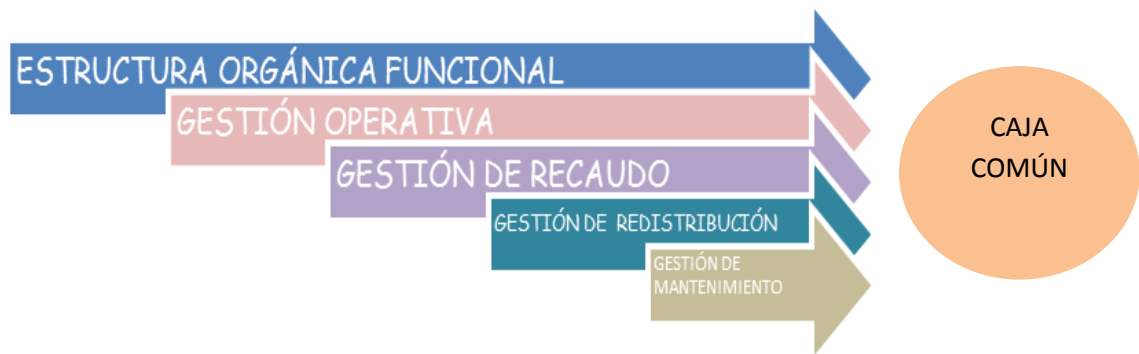 ESTRUCTURA ORGÁNICA FUNCIONAL
GESTIÓN OPERATIVA
GESTIÓN DE RECAUDO
GESTIÓN DE REDISTRIBUCIÓN
GESTIÓN DE
MANTENIMIENTO
CAJA
COMÚN